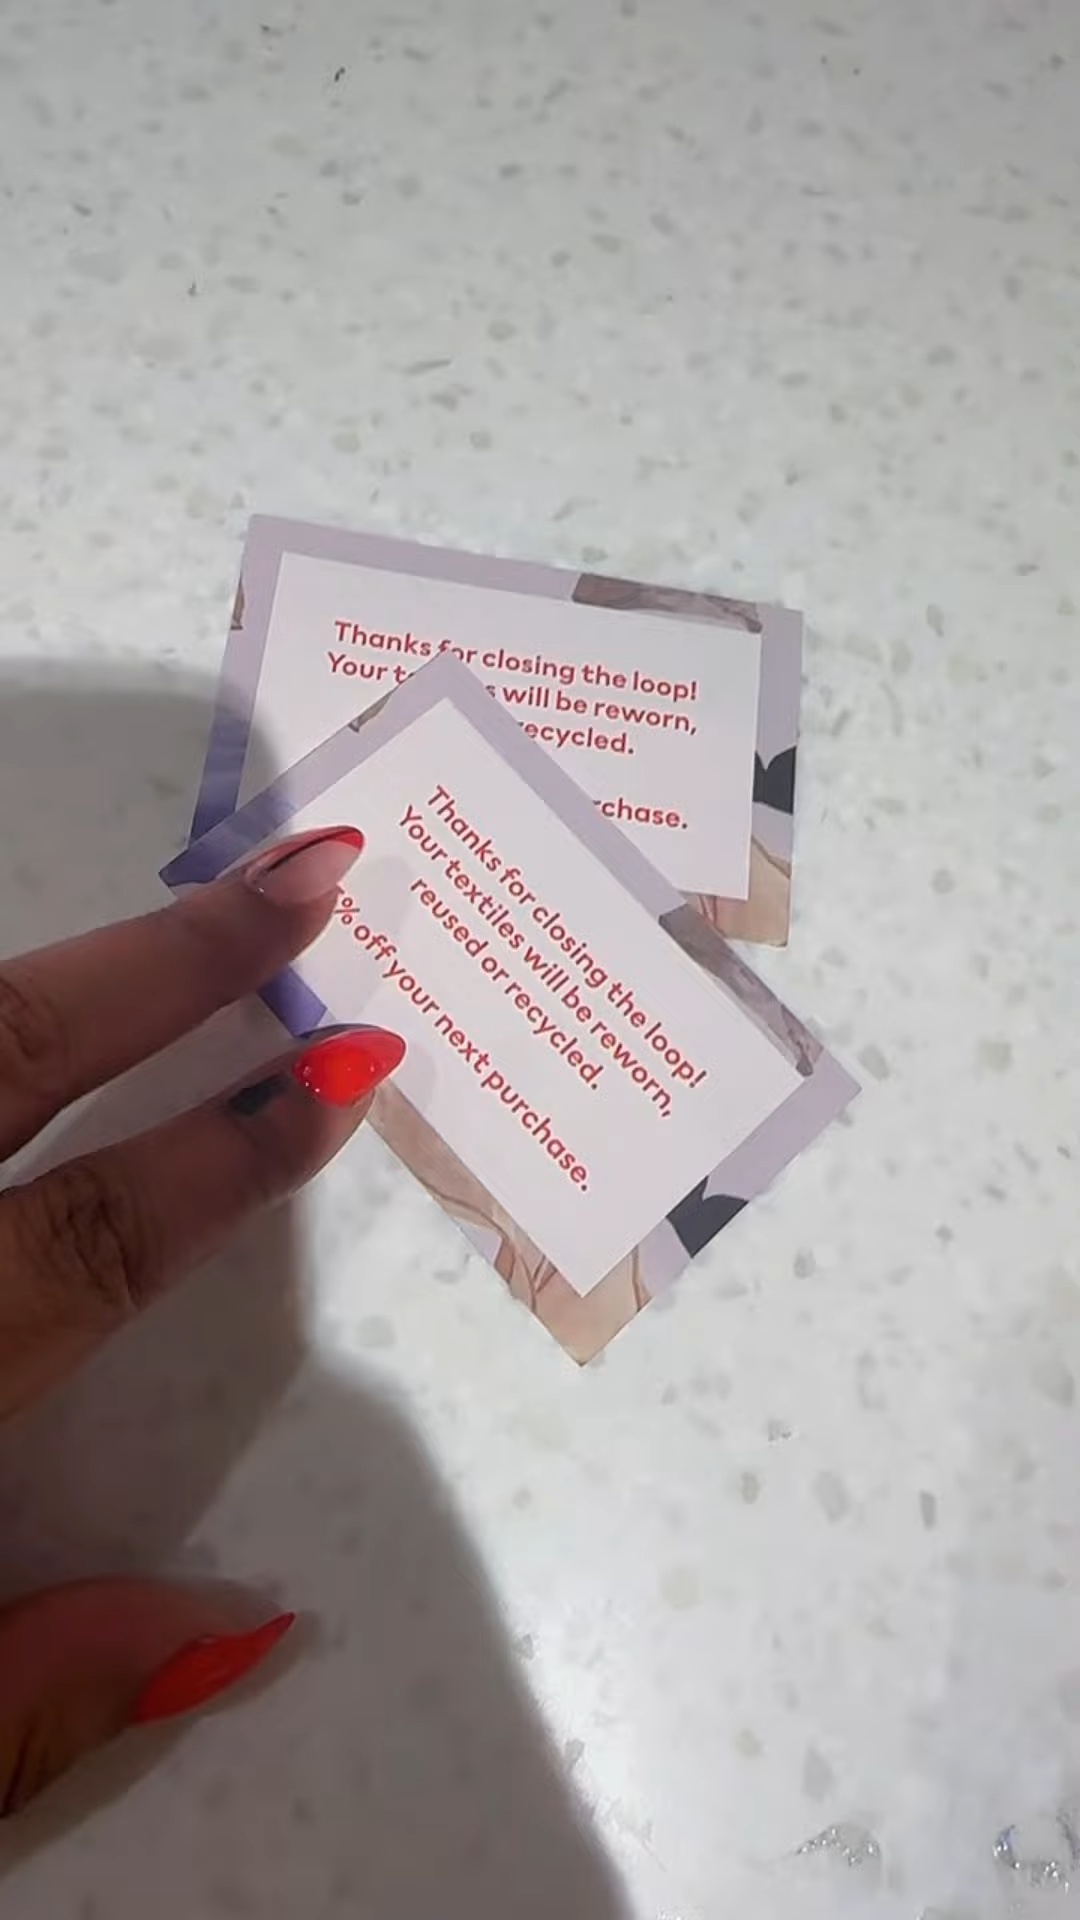 Thanks for closing the loop!
Your will be reworn,
recycled.
Thanks for closing the loop!
Your textiles will be reworn,
reused or recycled.
% off your next purchase.